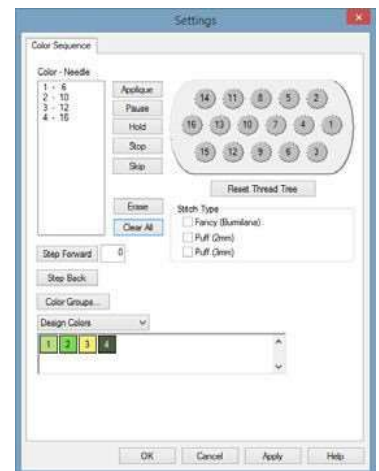 Settings
Color Sequence
Color - Needle
1 - 6
2 - 10
3 - 12
4 - 16
Applique
Pause
Hold
Stop
Skip
Erase
Clear All
14 11 8 5 2
16 13 10 7 4 1
15 12 9 6 3
Reset Thread Tree
Stitch Type
Fancy (Burmilana)
Puff (2mm)
Puff (3mm)
Step Forward 0
Step Back
Color Groups...
Design Colors
1 2 3 4
OK Cancel Apply Help